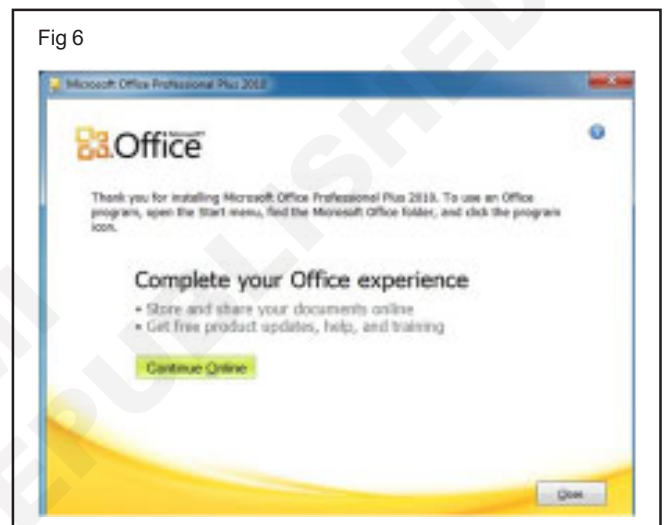 Fig 6
Microsoft Office Professional Plus 2010
Microsoft
Office
Thank you for installing Microsoft Office Professional Plus 2010. To use an Office
program, open the Start menu, find the Microsoft Office folder, and click the program
icon.
Complete your Office experience
• Store and share your documents online
• Get free product updates, help, and training
Continue Online
Close